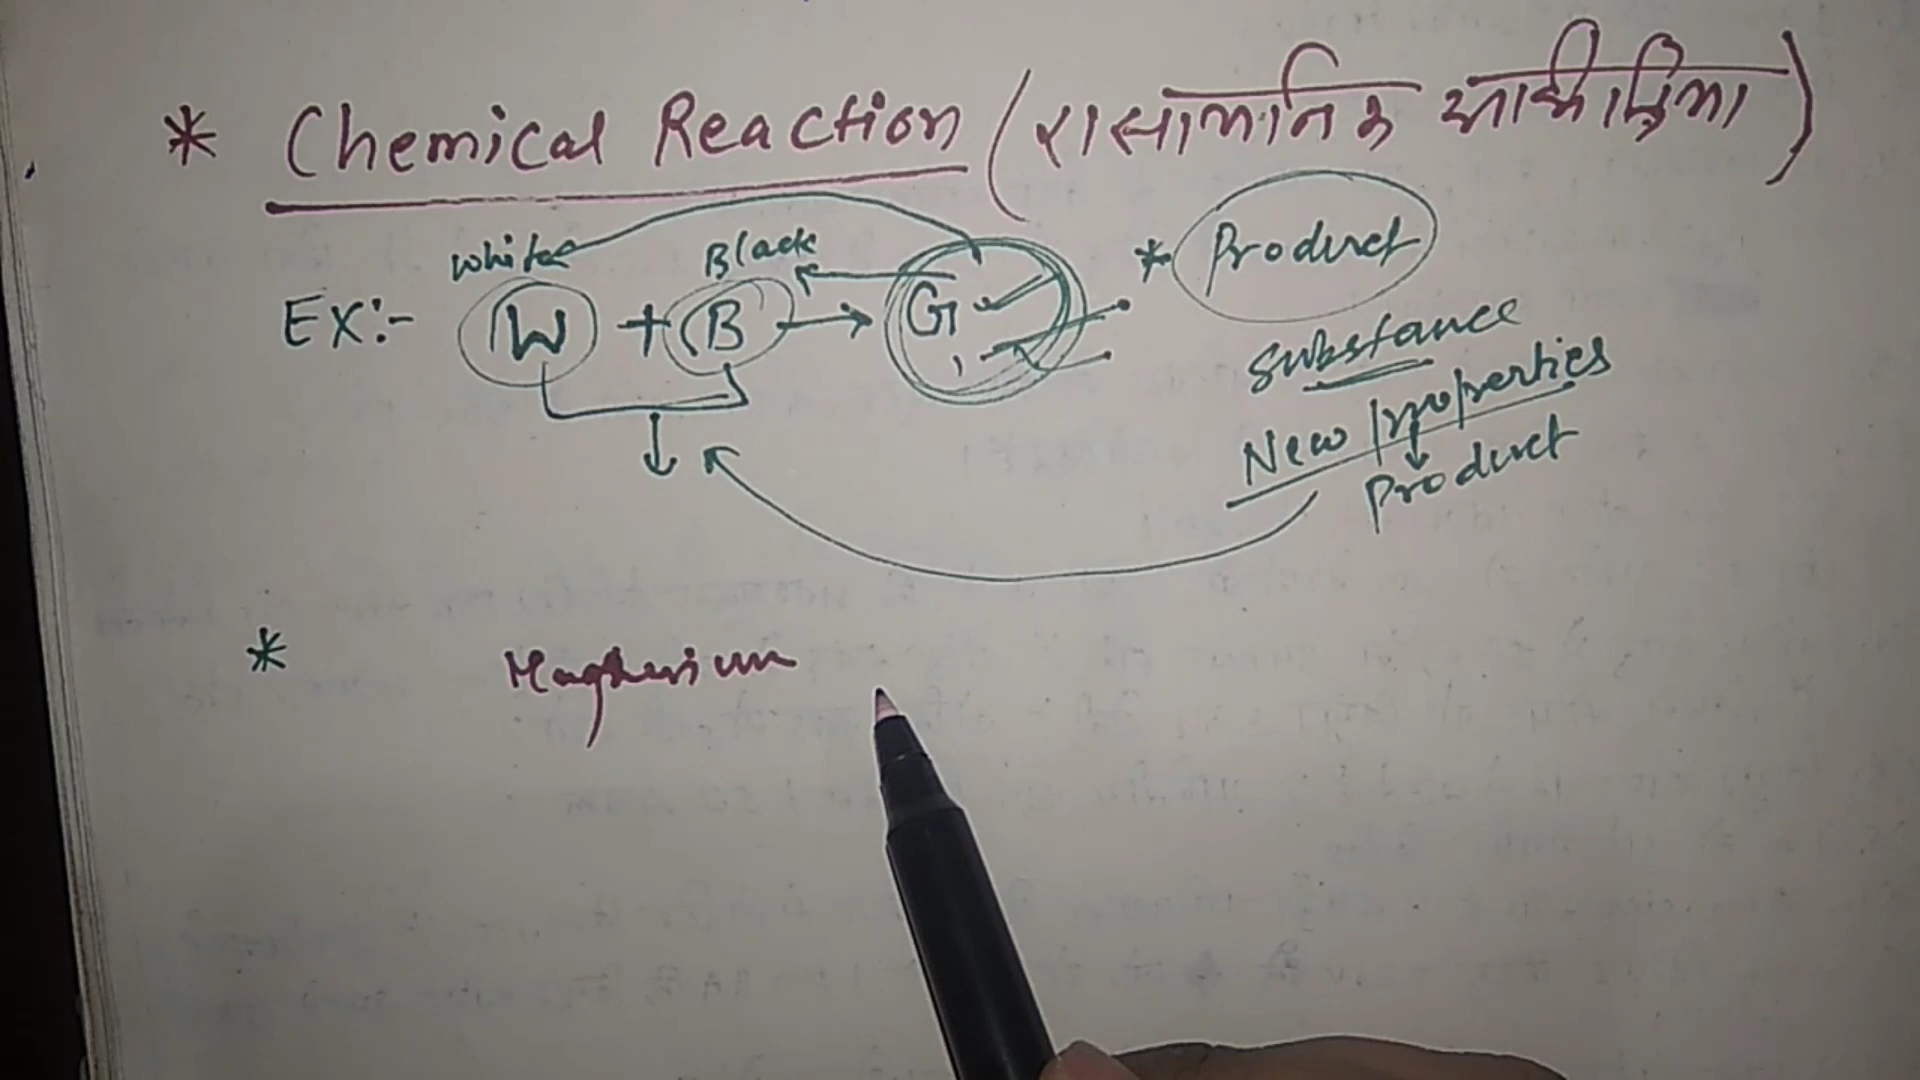 * Chemical Reaction (रासायनिक अभिक्रिया)
White Black * Product
EX:- W + B → G
Substance
New properties
Product
* Magnesium